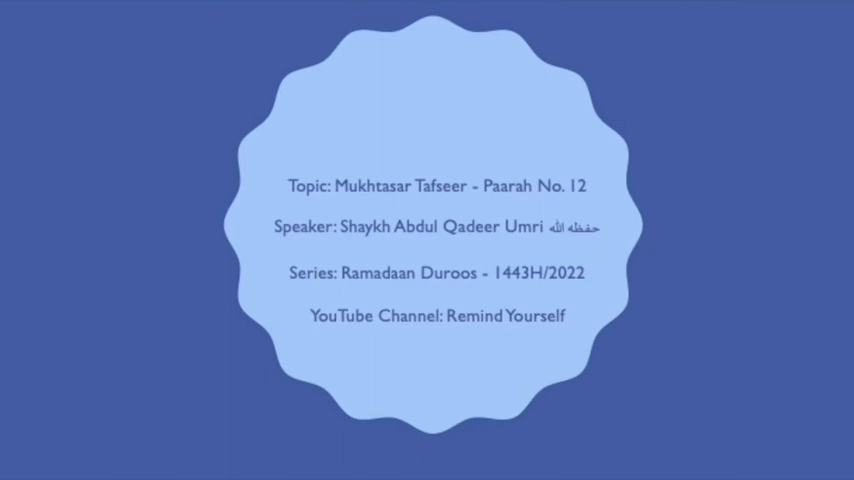 Topic: Mukhtasar Tafseer - Paarah No. 12
Speaker: Shaykh Abdul Qadeer Umri حفظه الله
Series: Ramadaan Duroos - 1443H/2022
YouTube Channel: Remind Yourself